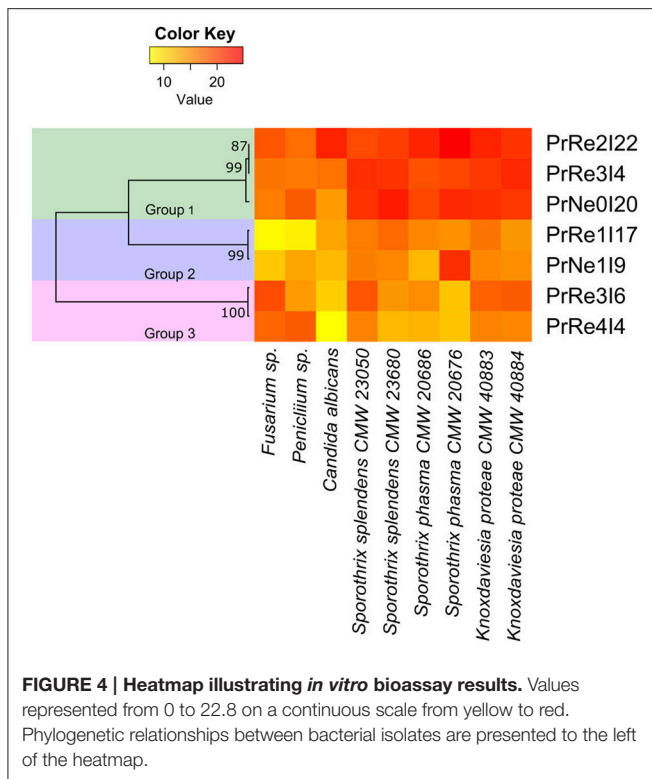 Color Key
10 20
Value
87
99
Group 1
99
Group 2
100
Group 3
PrRe2I22
PrRe3I4
PrNe0I20
PrRe1I17
PrNe1I9
PrRe3I6
PrRe4I4
Fusarium sp.
Penicilium sp.
Candida albicans
Sporothrix splendens CMW 23050
Sporothrix splendens CMW 23680
Sporothrix phasma CMW 20686
Sporothrix phasma CMW 20676
Knoxdaviesia proteae CMW 40883
Knoxdaviesia proteae CMW 40884
FIGURE 4 | Heatmap illustrating in vitro bioassay results. Values
represented from 0 to 22.8 on a continuous scale from yellow to red.
Phylogenetic relationships between bacterial isolates are presented to the left
of the heatmap.